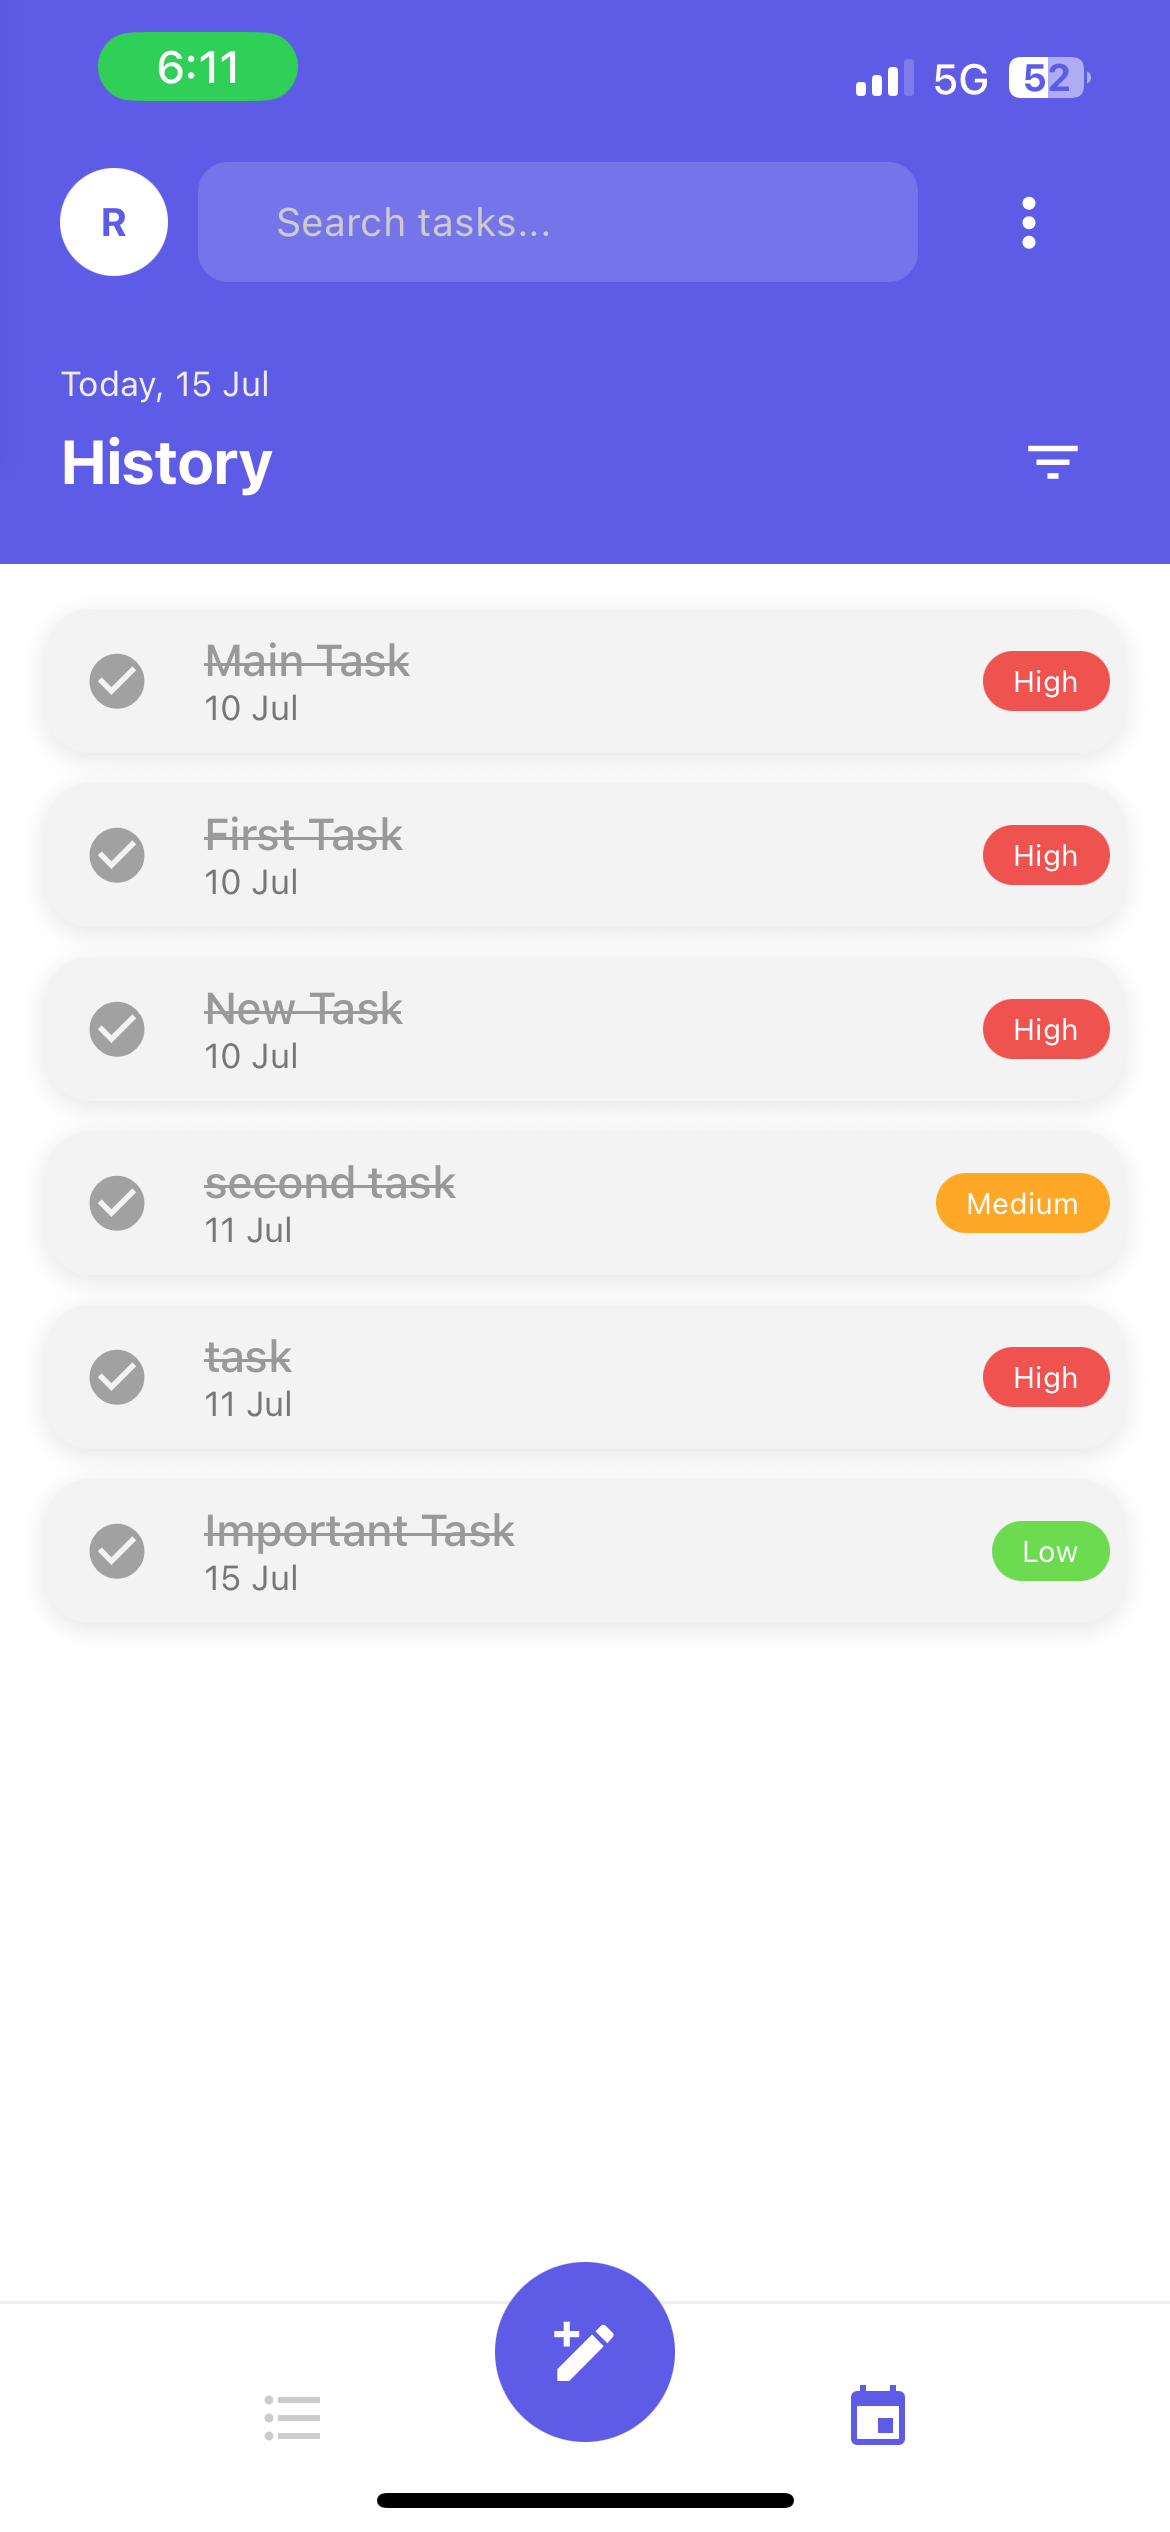 6:11
5G 52
R
Search tasks...
Today, 15 Jul
History
Main Task
10 Jul
High
First Task
10 Jul
High
New Task
10 Jul
High
second task
11 Jul
Medium
task
11 Jul
High
Important Task
15 Jul
Low